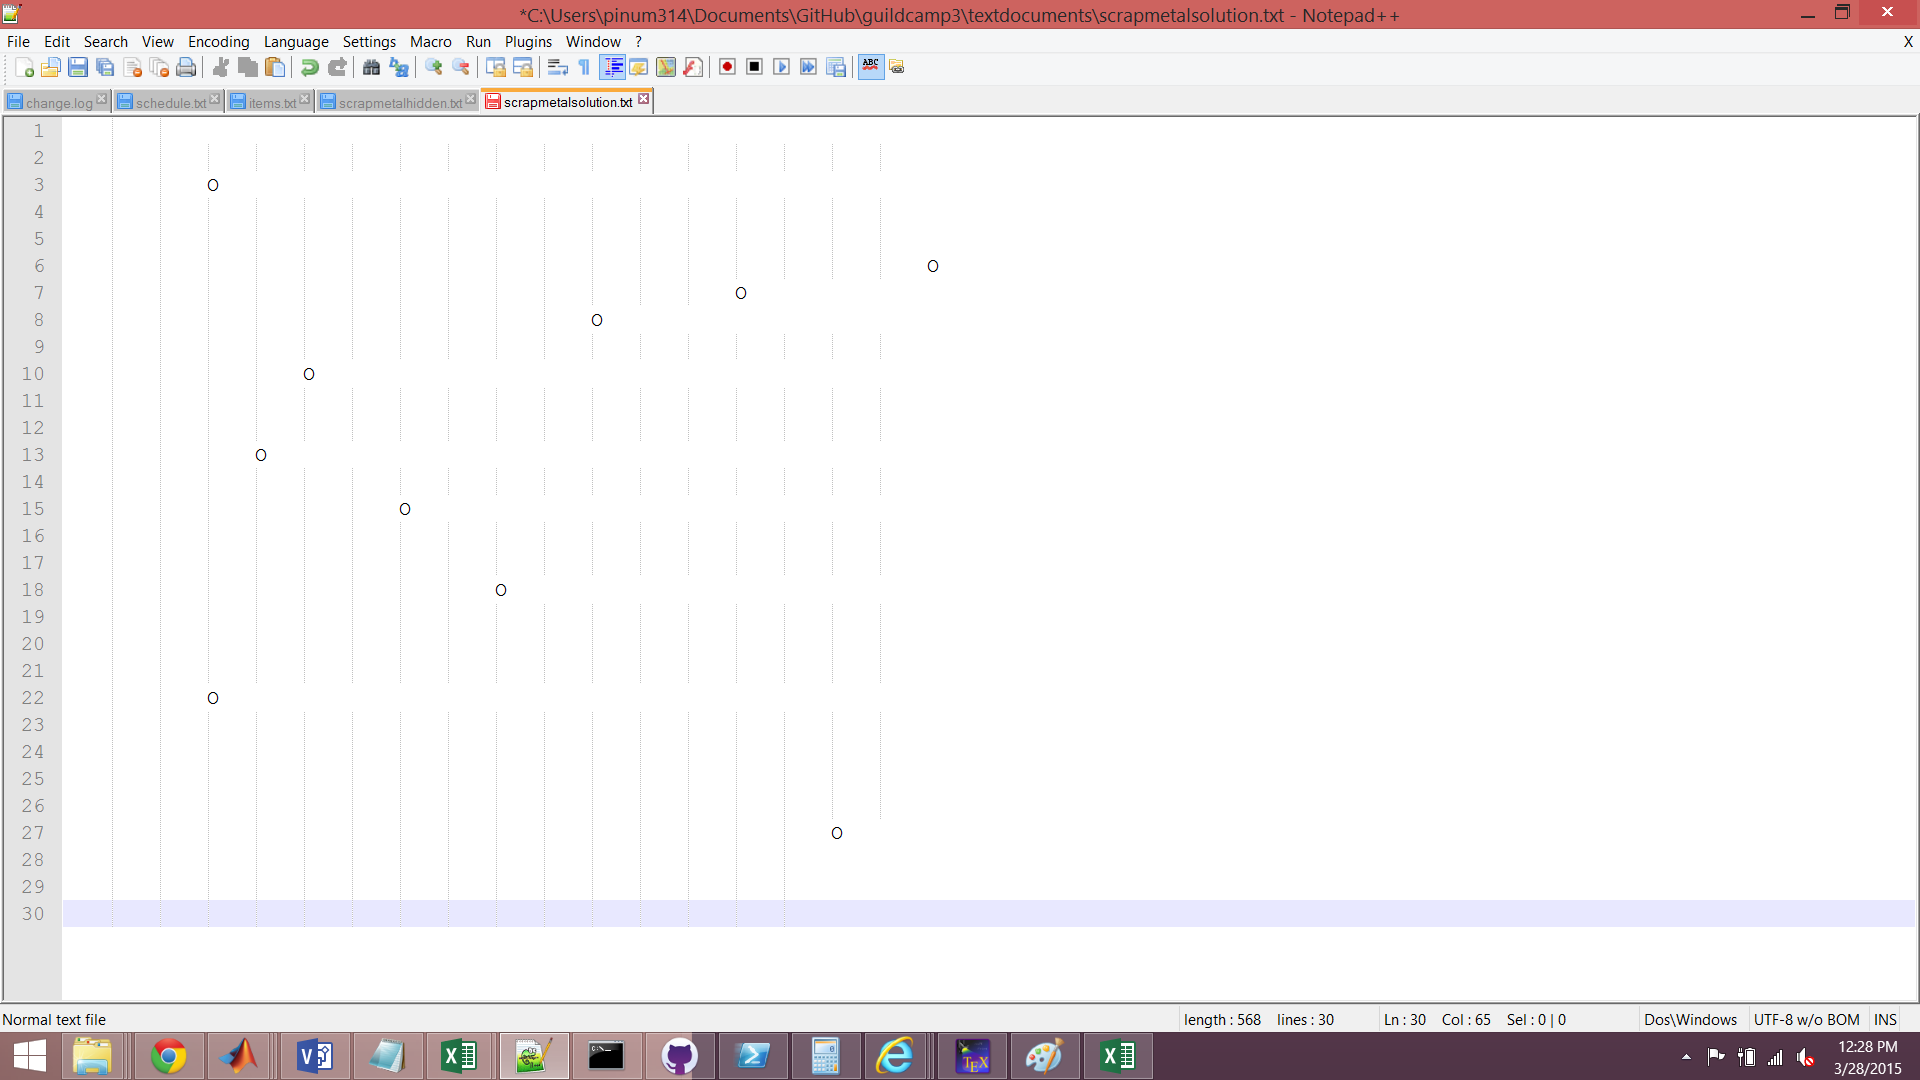 *C:\Users\pinum314\Documents\GitHub\guildcamp3\textdocuments\scrapmetalsolution.txt - Notepad++
File Edit Search View Encoding Language Settings Macro Run Plugins Window ? X
ABC
change.log schedule.txt items.txt scrapmetalhidden.txt scrapmetalsolution.txt
1
2
3 O
4
5
6 O
7 O
8 O
9
10 O
11
12
13 O
14
15 O
16
17
18 O
19
20
21
22 O
23
24
25
26
27 O
28
29
30
Normal text file length : 568 lines : 30 Ln : 30 Col : 65 Sel : 0 | 0 Dos\Windows UTF-8 w/o BOM INS
12:28 PM
3/28/2015